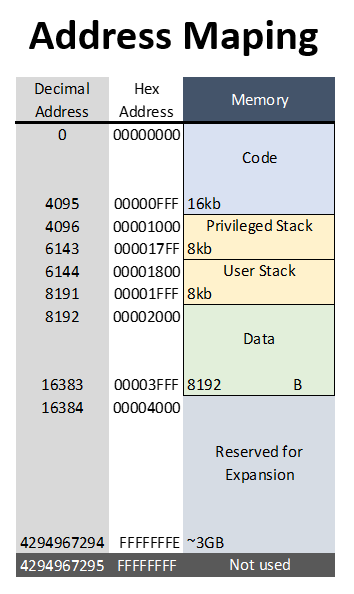 Address Maping
Decimal Address Hex Address Memory
0 00000000
Code
4095 00000FFF 16kb
4096 00001000 Privileged Stack
6143 000017FF 8kb
6144 00001800 User Stack
8191 00001FFF 8kb
8192 00002000
Data
16383 00003FFF 8192 B
16384 00004000
Reserved for
Expansion
4294967294 FFFFFFFE ~3GB
4294967295 FFFFFFFF Not used